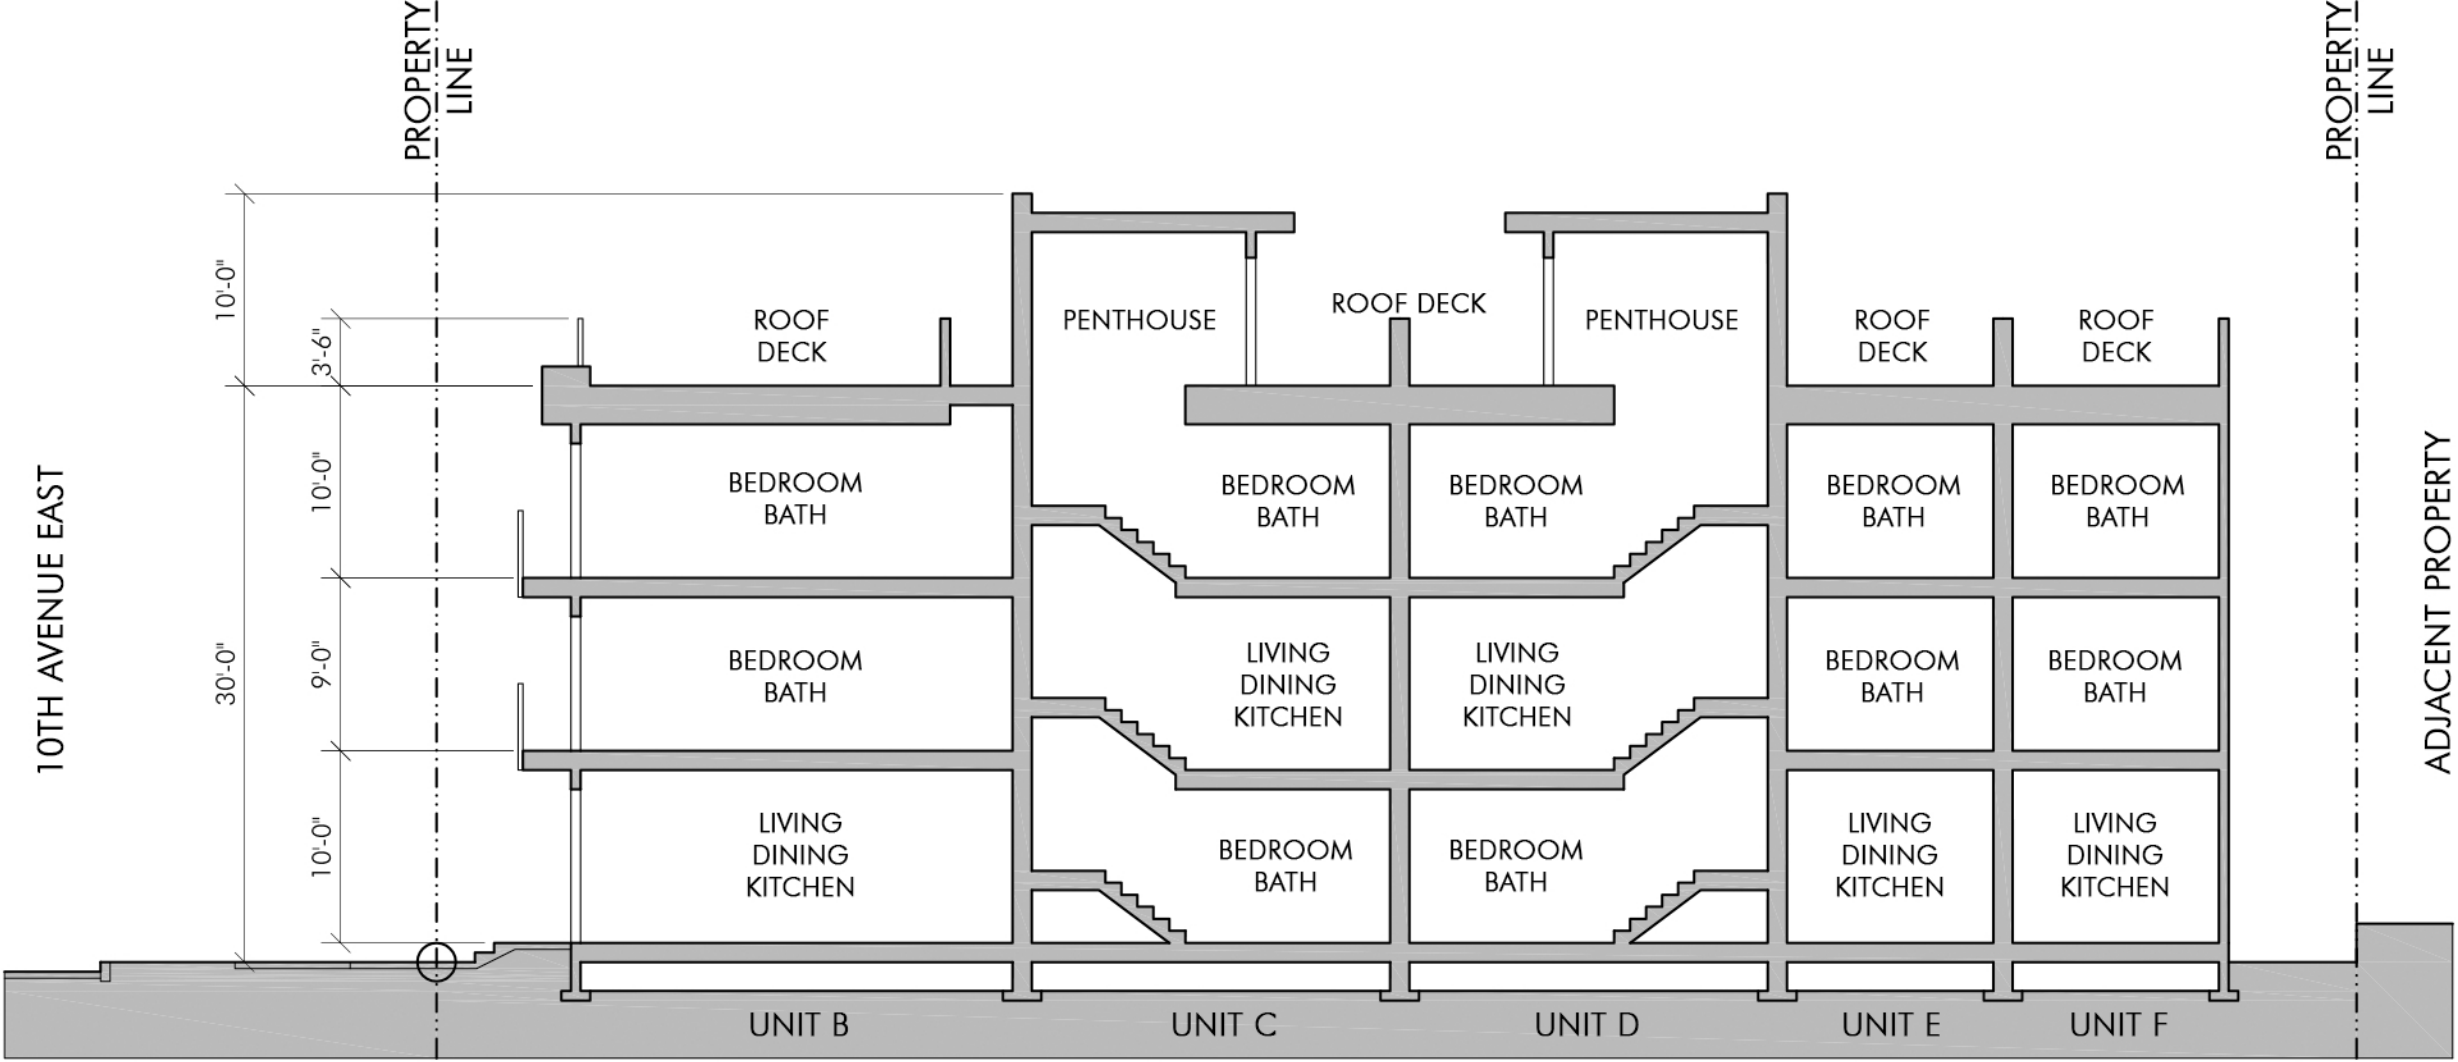 PROPERTY
LINE
PROPERTY
LINE
10'-0"
3'-6"
ROOF
DECK
PENTHOUSE
ROOF DECK
PENTHOUSE
ROOF
DECK
ROOF
DECK
10TH AVENUE EAST
30'-0"
10'-0"
BEDROOM
BATH
BEDROOM
BATH
BEDROOM
BATH
BEDROOM
BATH
BEDROOM
BATH
ADJACENT PROPERTY
9'-0"
BEDROOM
BATH
LIVING
DINING
KITCHEN
LIVING
DINING
KITCHEN
BEDROOM
BATH
BEDROOM
BATH
10'-0"
LIVING
DINING
KITCHEN
BEDROOM
BATH
BEDROOM
BATH
LIVING
DINING
KITCHEN
LIVING
DINING
KITCHEN
UNIT B
UNIT C
UNIT D
UNIT E
UNIT F